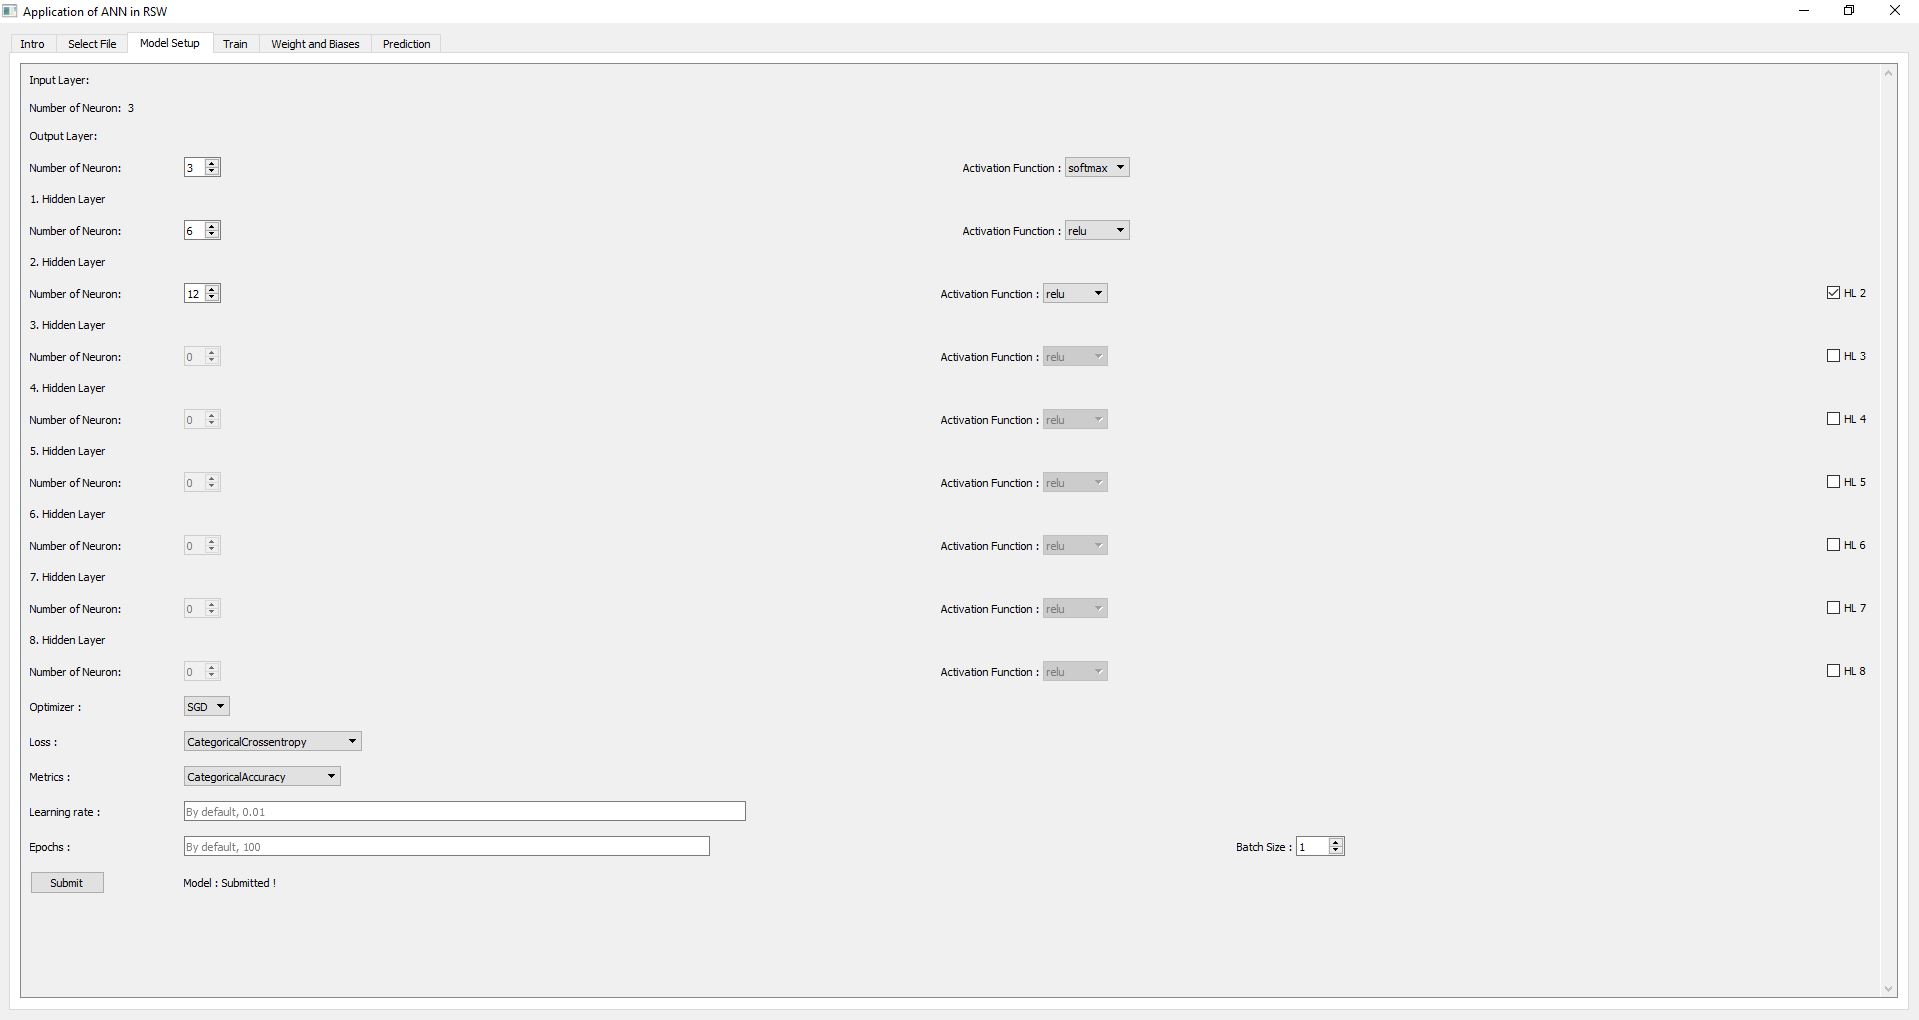 Application of ANN in RSW
Intro Select File Model Setup Train Weight and Biases Prediction
Input Layer:
Number of Neuron: 3
Output Layer:
Number of Neuron: 3 Activation Function : softmax
1. Hidden Layer
Number of Neuron: 6 Activation Function : relu
2. Hidden Layer
Number of Neuron: 12 Activation Function : relu HL 2
3. Hidden Layer
Number of Neuron: 0 Activation Function : relu HL 3
4. Hidden Layer
Number of Neuron: 0 Activation Function : relu HL 4
5. Hidden Layer
Number of Neuron: 0 Activation Function : relu HL 5
6. Hidden Layer
Number of Neuron: 0 Activation Function : relu HL 6
7. Hidden Layer
Number of Neuron: 0 Activation Function : relu HL 7
8. Hidden Layer
Number of Neuron: 0 Activation Function : relu HL 8
Optimizer : SGD
Loss : CategoricalCrossentropy
Metrics : CategoricalAccuracy
Learning rate : By default, 0.01
Epochs : By default, 100 Batch Size : 1
Submit Model : Submitted !